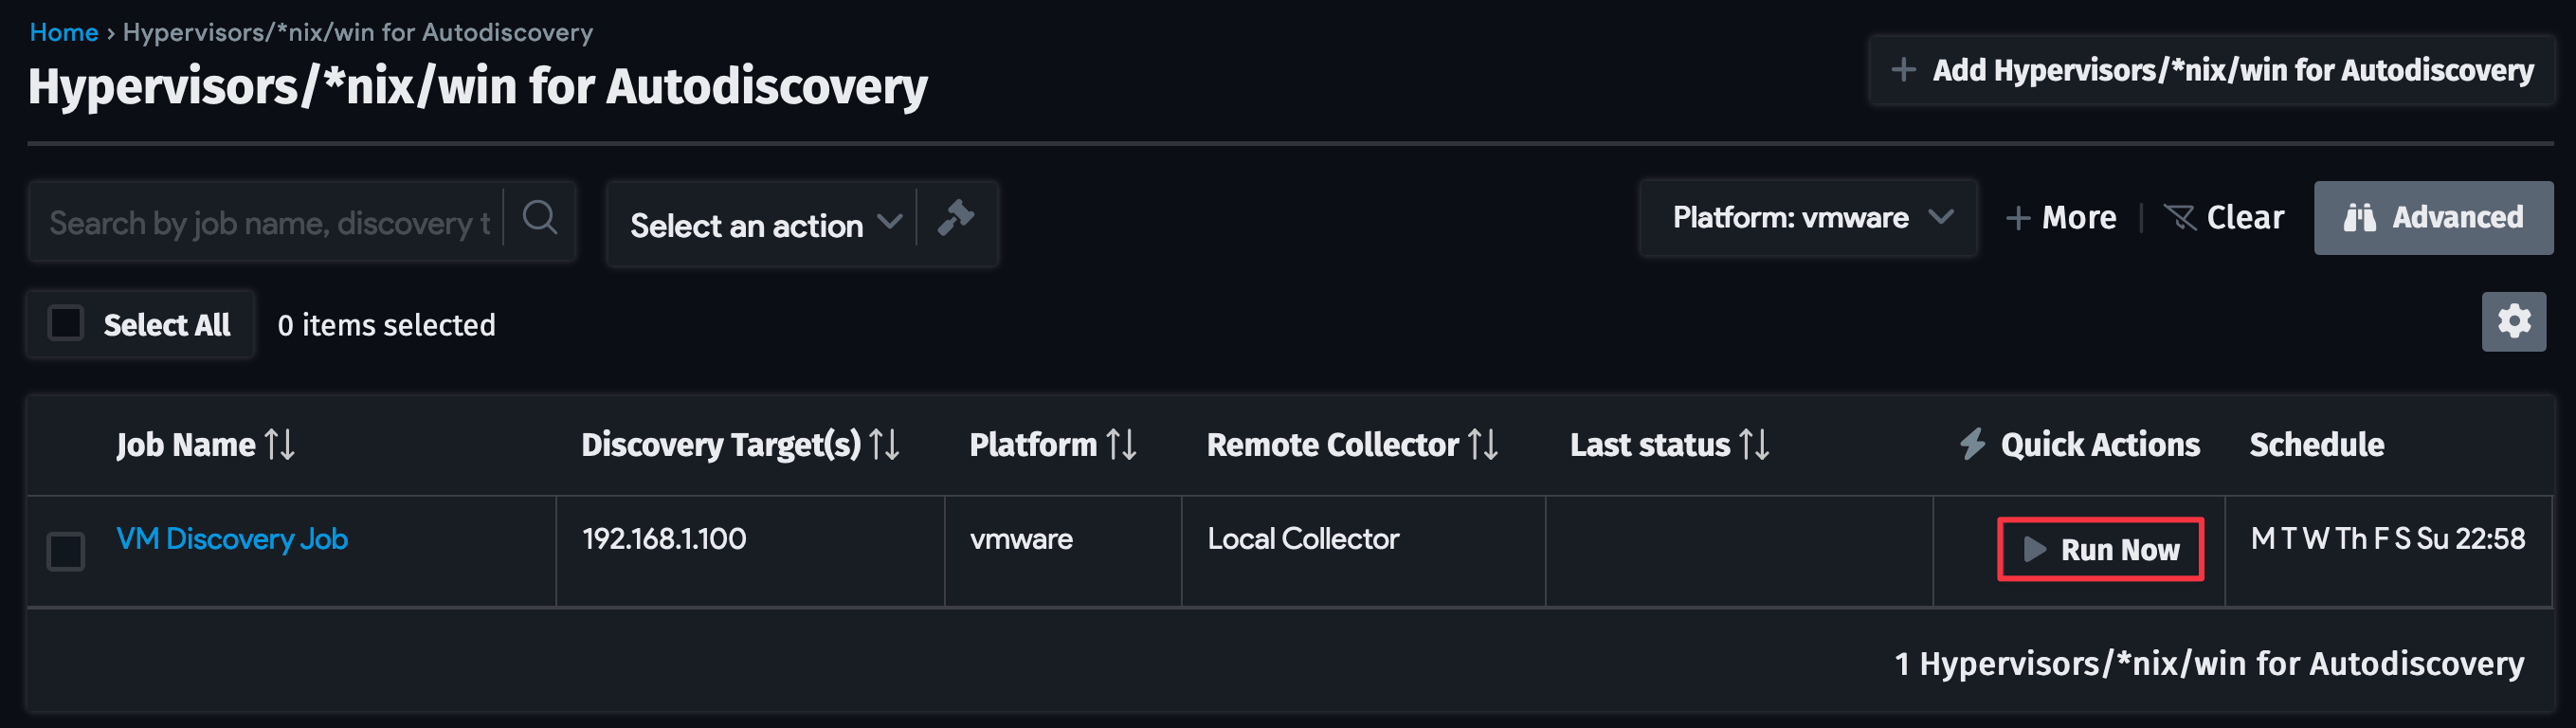 Home › Hypervisors/*nix/win for Autodiscovery
Hypervisors/*nix/win for Autodiscovery
+ Add Hypervisors/*nix/win for Autodiscovery
Search by job name, discovery t
Select an action
Platform: vmware
+ More | Clear
Advanced
Select All
0 items selected
Job Name ↑↓ Discovery Target(s) ↑↓ Platform ↑↓ Remote Collector ↑↓ Last status ↑↓ Quick Actions Schedule
VM Discovery Job 192.168.1.100 vmware Local Collector Run Now M T W Th F S Su 22:58
1 Hypervisors/*nix/win for Autodiscovery